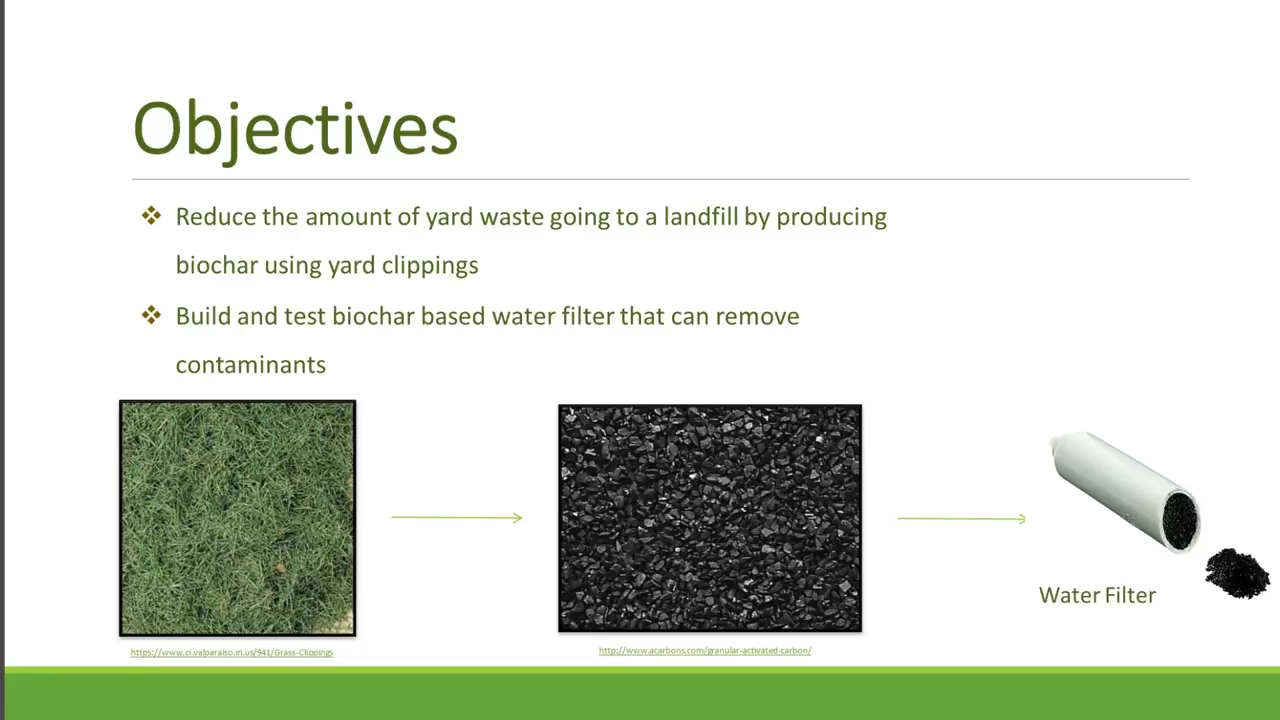 Objectives
❖ Reduce the amount of yard waste going to a landfill by producing
biochar using yard clippings
❖ Build and test biochar based water filter that can remove
contaminants
Water Filter
https://www.ci.valparaiso.in.us/941/Grass-Clippings
http://www.acarbons.com/granular-activated-carbon/